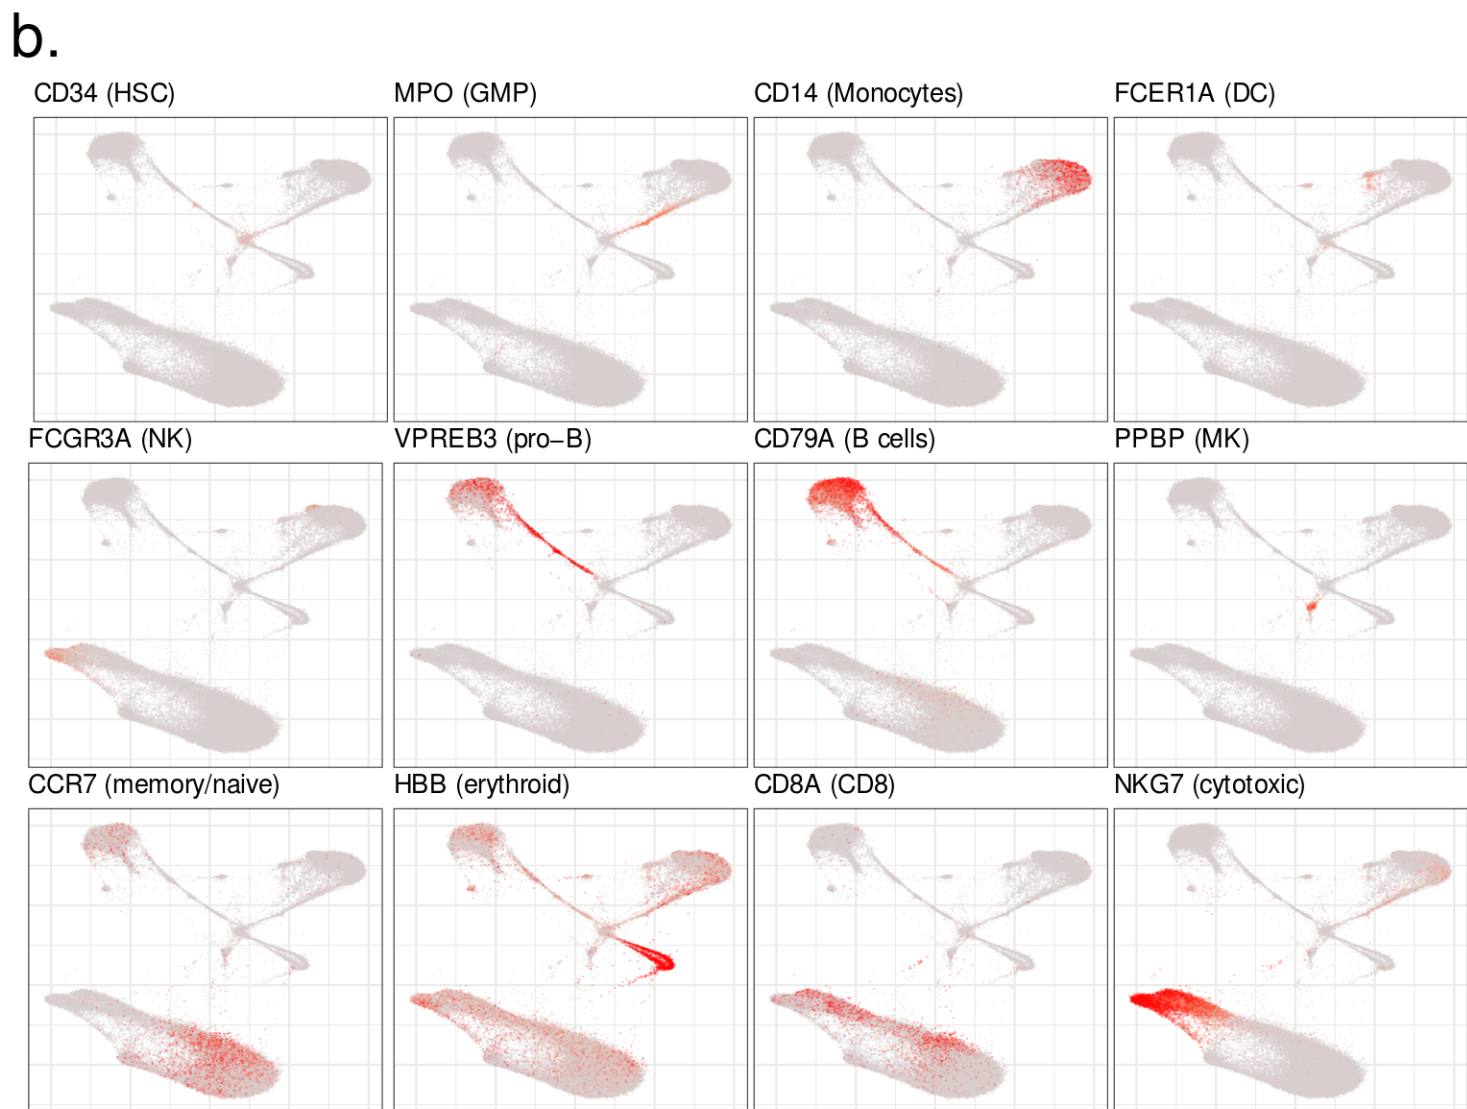 b.
CD34 (HSC)
MPO (GMP)
CD14 (Monocytes)
FCER1A (DC)
FCGR3A (NK)
VPREB3 (pro−B)
CD79A (B cells)
PPBP (MK)
CCR7 (memory/naive)
HBB (erythroid)
CD8A (CD8)
NKG7 (cytotoxic)